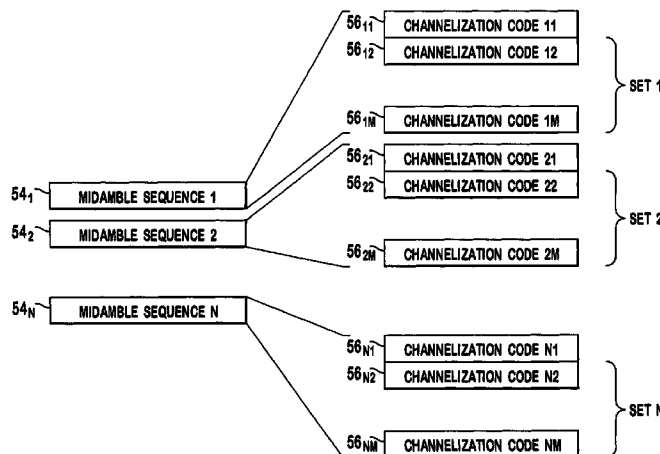 56₁₁ CHANNELIZATION CODE 11
56₁₂ CHANNELIZATION CODE 12
SET 1
56₁M CHANNELIZATION CODE 1M
56₂₁ CHANNELIZATION CODE 21
54₁ MIDAMBLE SEQUENCE 1
56₂₂ CHANNELIZATION CODE 22
54₂ MIDAMBLE SEQUENCE 2
SET 2
56₂M CHANNELIZATION CODE 2M
54N MIDAMBLE SEQUENCE N
56N1 CHANNELIZATION CODE N1
56N2 CHANNELIZATION CODE N2
SET N
56NM CHANNELIZATION CODE NM